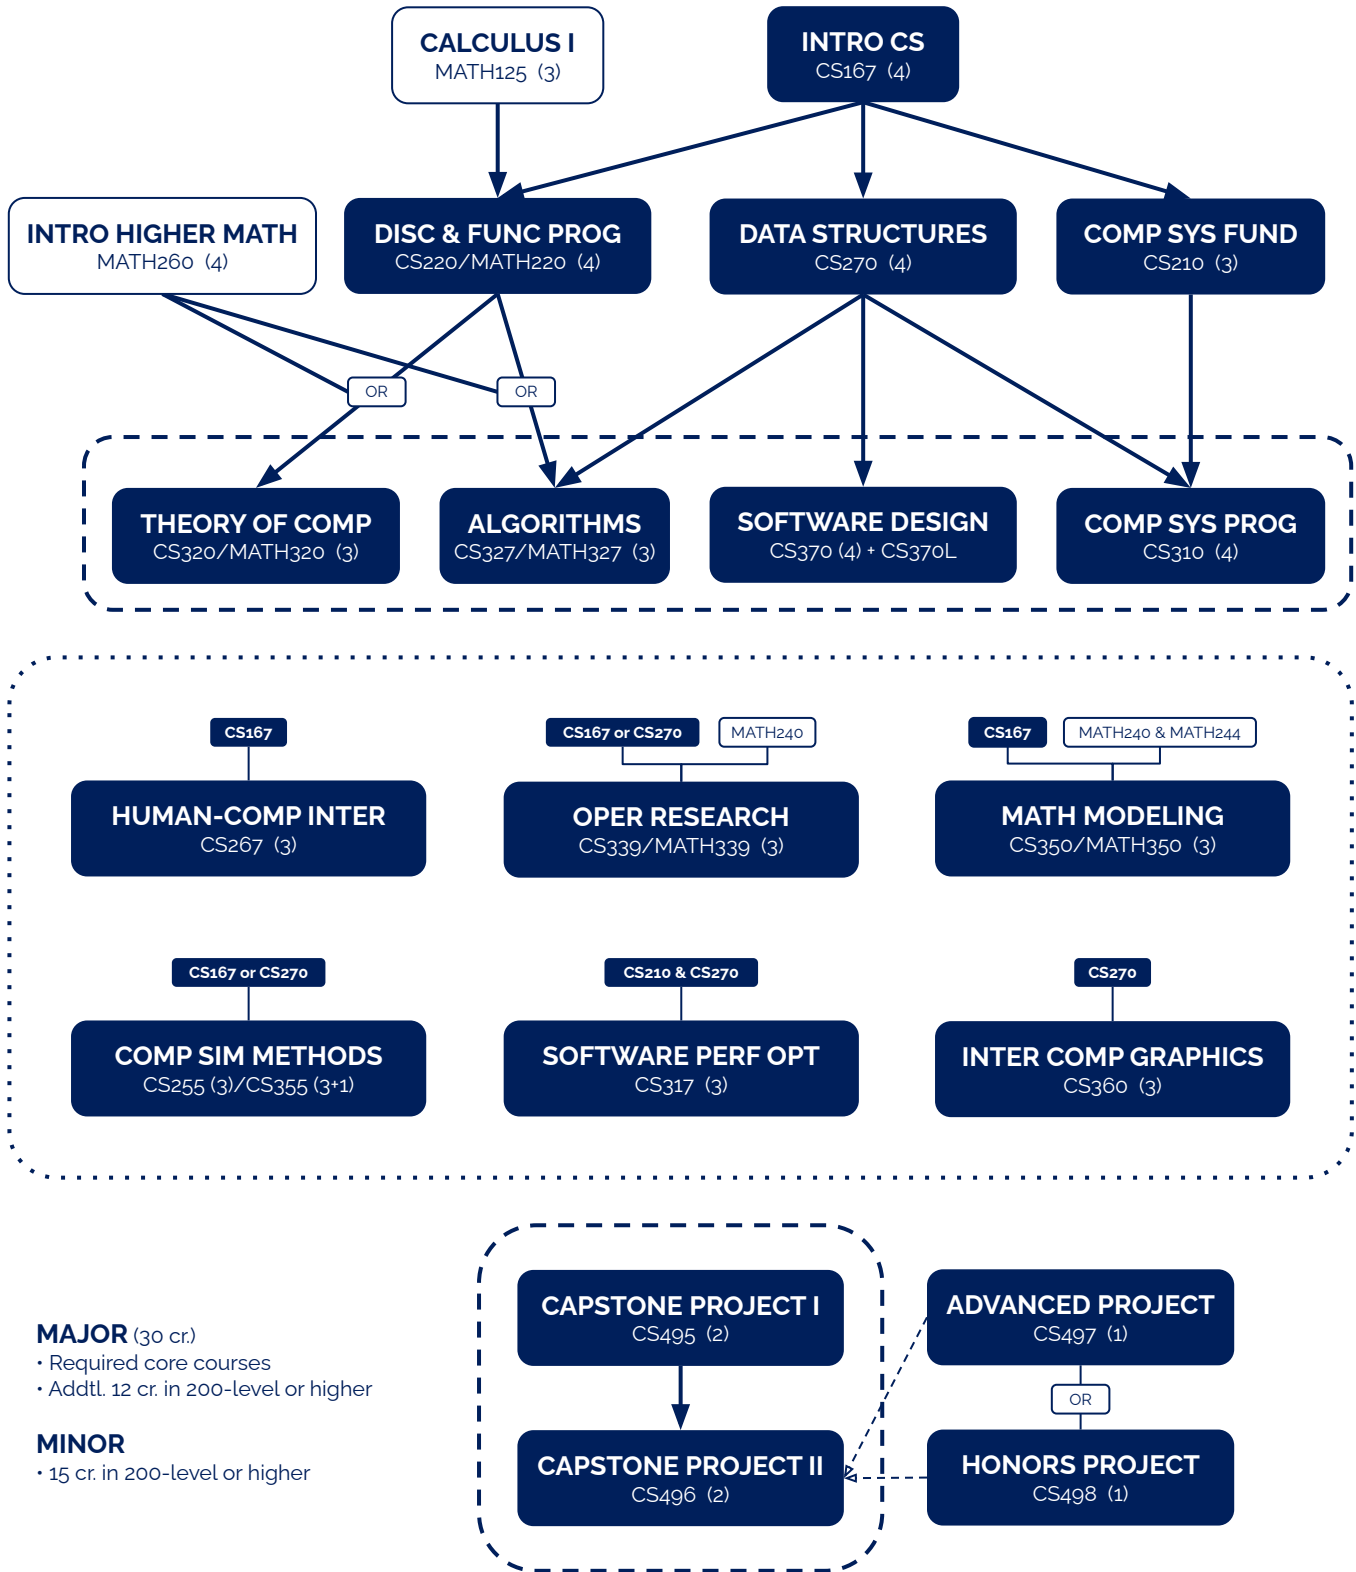 CALCULUS I
MATH125 (3)
INTRO CS
CS167 (4)
INTRO HIGHER MATH
MATH260 (4)
DISC & FUNC PROG
CS220/MATH220 (4)
DATA STRUCTURES
CS270 (4)
COMP SYS FUND
CS210 (3)
OR
OR
THEORY OF COMP
CS320/MATH320 (3)
ALGORITHMS
CS327/MATH327 (3)
SOFTWARE DESIGN
CS370 (4) + CS370L
COMP SYS PROG
CS310 (4)
CS167
HUMAN-COMP INTER
CS267 (3)
CS167 or CS270
MATH240
OPER RESEARCH
CS339/MATH339 (3)
CS167
MATH240 & MATH244
MATH MODELING
CS350/MATH350 (3)
CS167 or CS270
COMP SIM METHODS
CS255 (3)/CS355 (3+1)
CS210 & CS270
SOFTWARE PERF OPT
CS317 (3)
CS270
INTER COMP GRAPHICS
CS360 (3)
MAJOR (30 cr.)
• Required core courses
• Addtl. 12 cr. in 200-level or higher
MINOR
• 15 cr. in 200-level or higher
CAPSTONE PROJECT I
CS495 (2)
CAPSTONE PROJECT II
CS496 (2)
ADVANCED PROJECT
CS497 (1)
OR
HONORS PROJECT
CS498 (1)